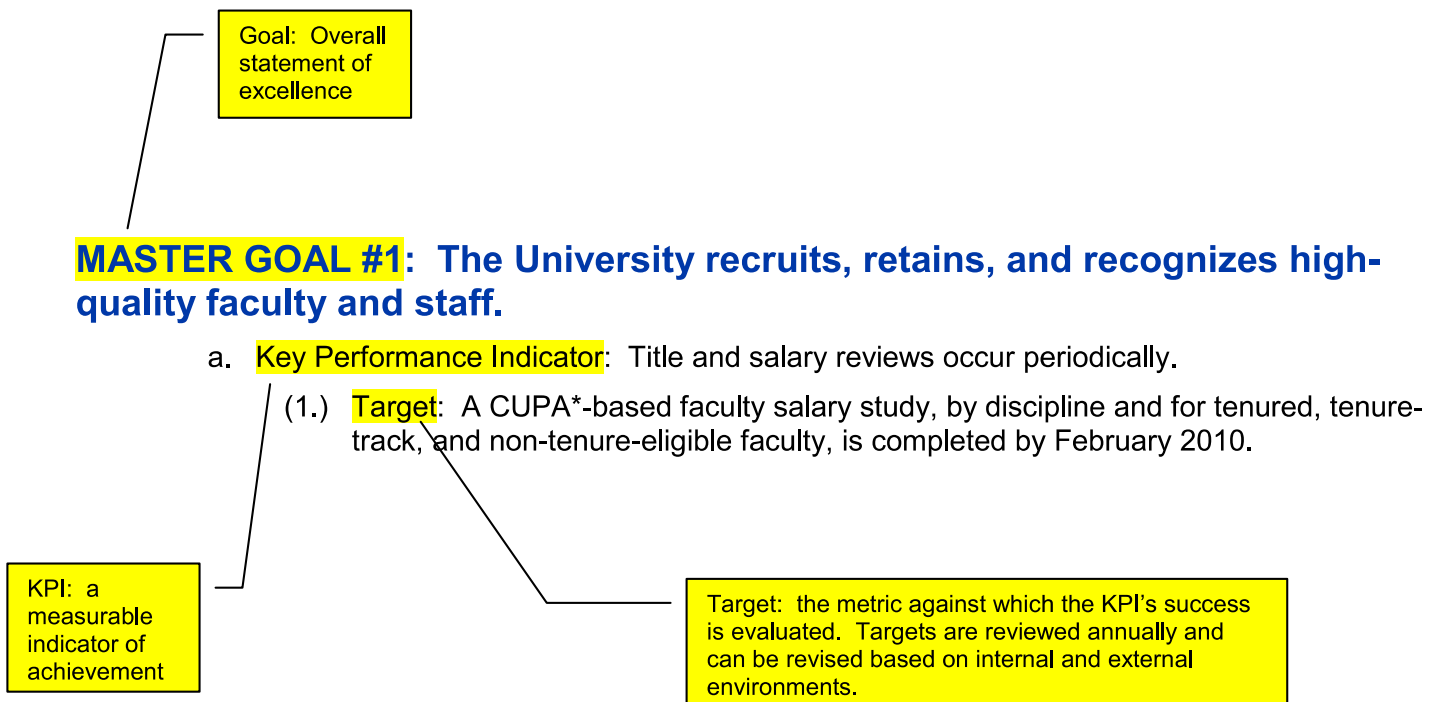 Goal:  Overall
statement of
excellence
MASTER GOAL #1:  The University recruits, retains, and recognizes high-
quality faculty and staff.
a.  Key Performance Indicator:  Title and salary reviews occur periodically.
(1.)  Target:  A CUPA*-based faculty salary study, by discipline and for tenured, tenure-
track, and non-tenure-eligible faculty, is completed by February 2010.
KPI:  a
measurable
indicator of
achievement
Target:  the metric against which the KPI's success
is evaluated.  Targets are reviewed annually and
can be revised based on internal and external
environments.